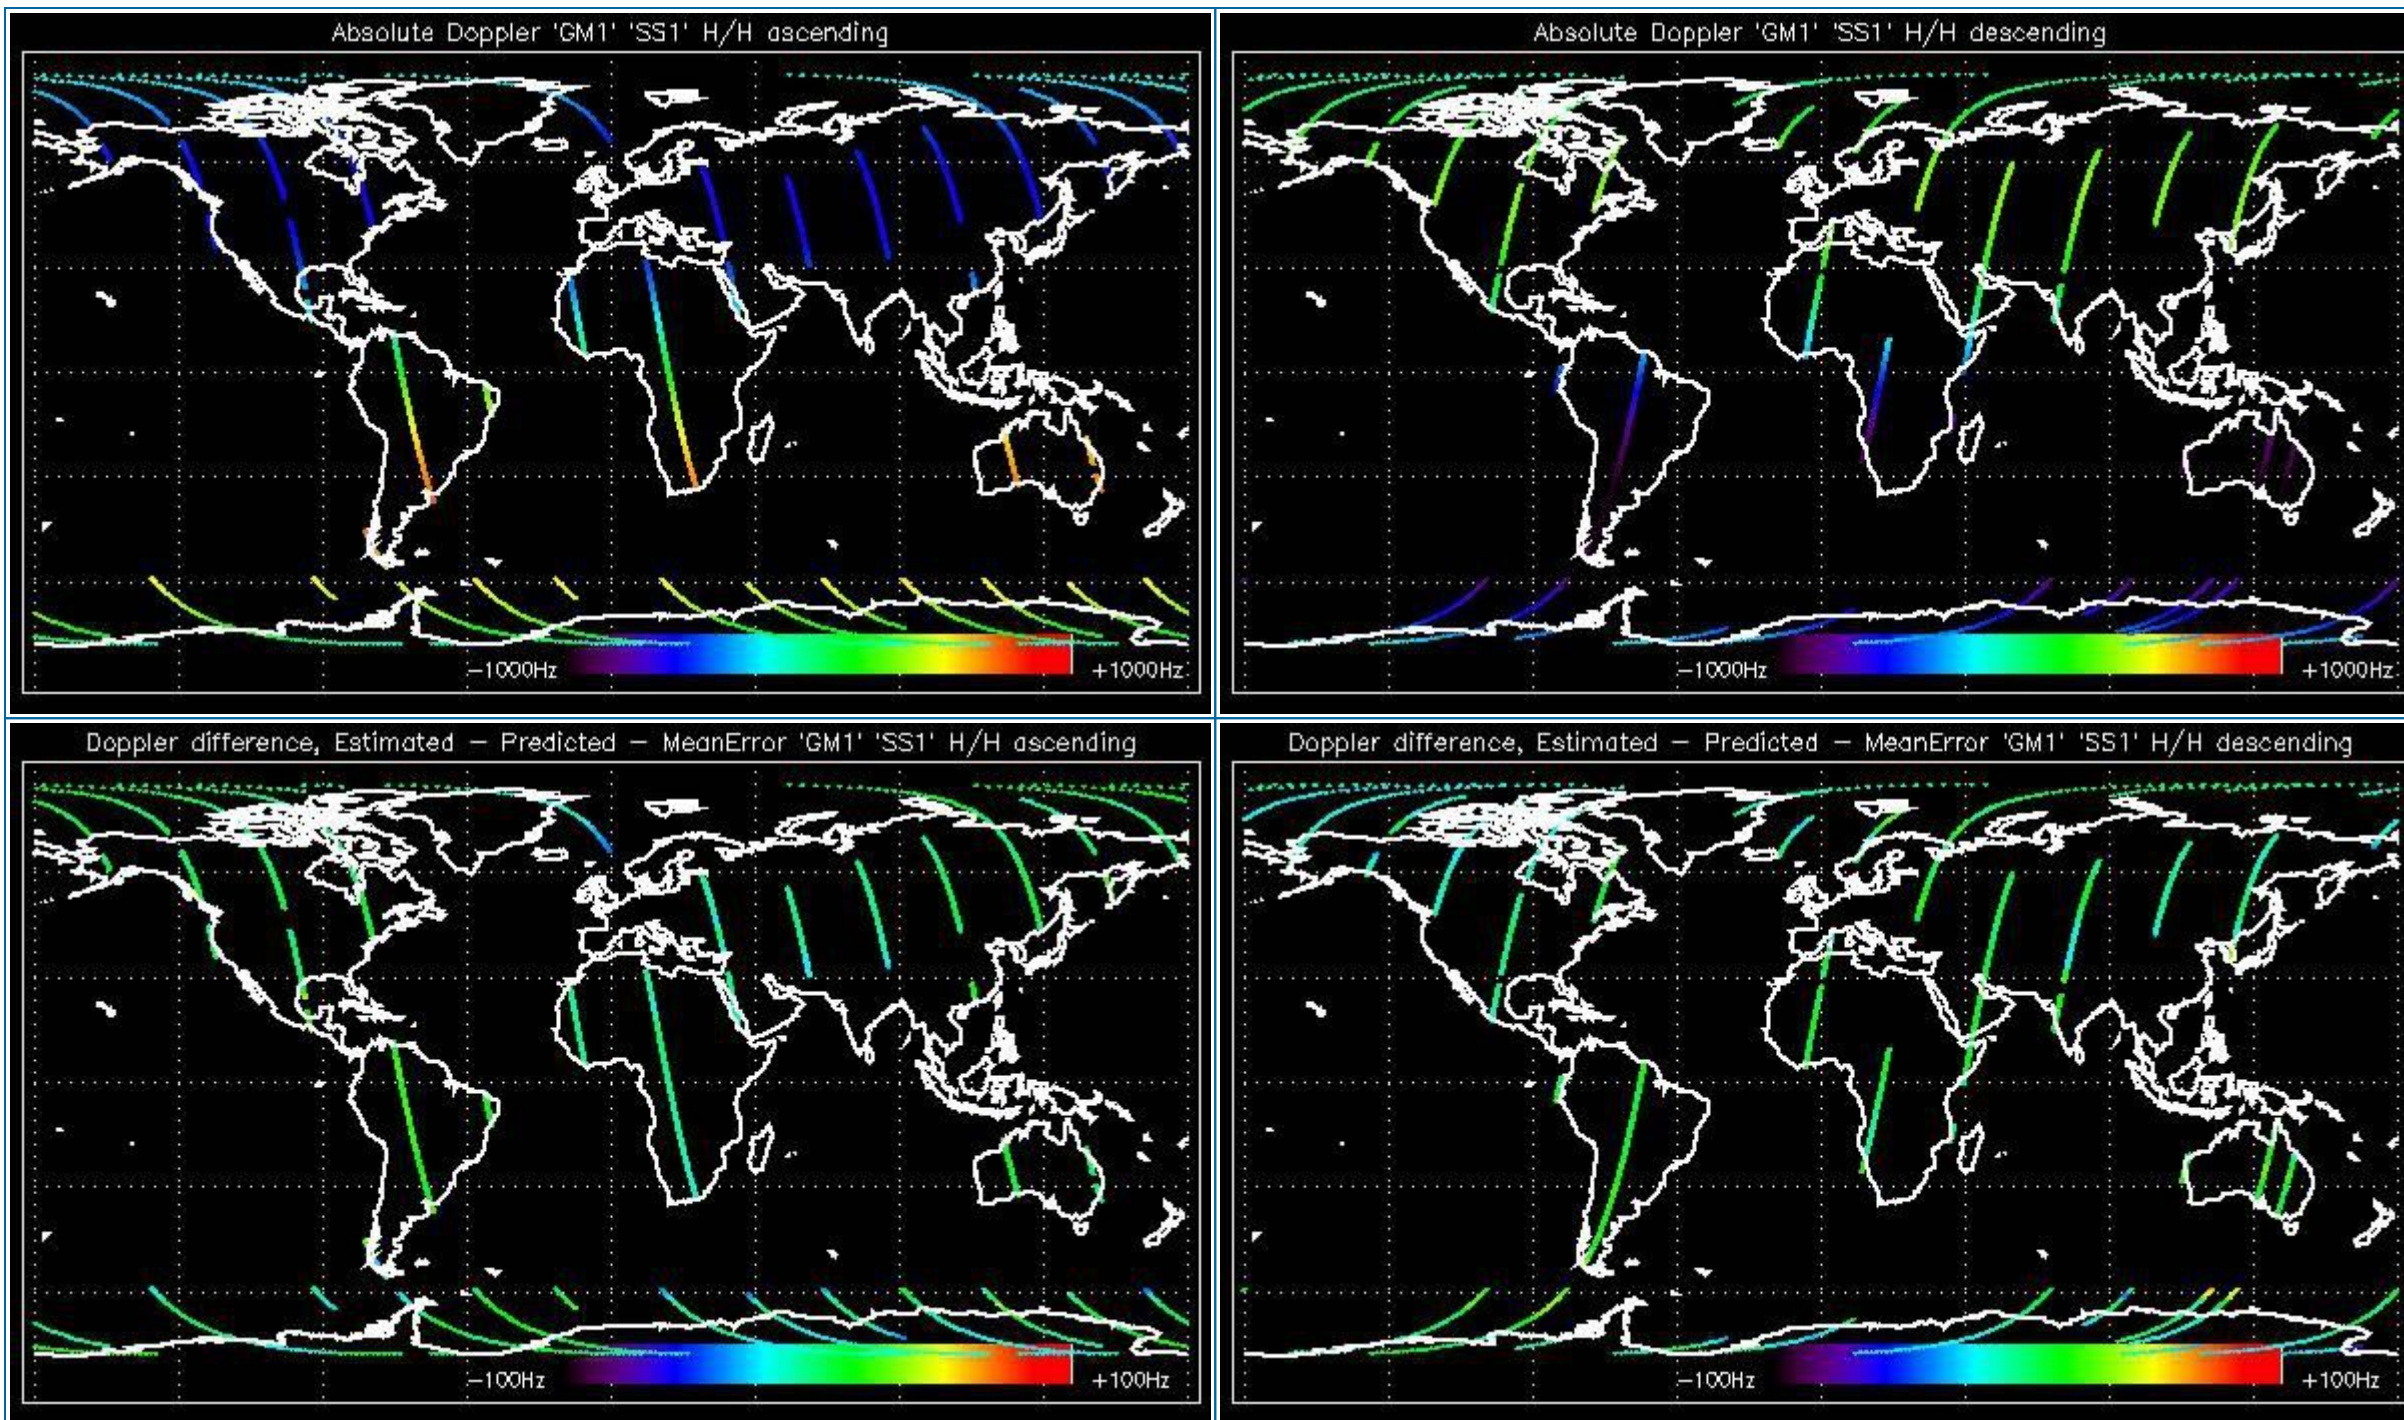 Absolute Doppler 'GM1' 'SS1' H/H ascending
-1000Hz
+1000Hz
Absolute Doppler 'GM1' 'SS1' H/H descending
-1000Hz
+1000Hz
Doppler difference, Estimated - Predicted - MeanError 'GM1' 'SS1' H/H ascending
-100Hz
+100Hz
Doppler difference, Estimated - Predicted - MeanError 'GM1' 'SS1' H/H descending
-100Hz
+100Hz